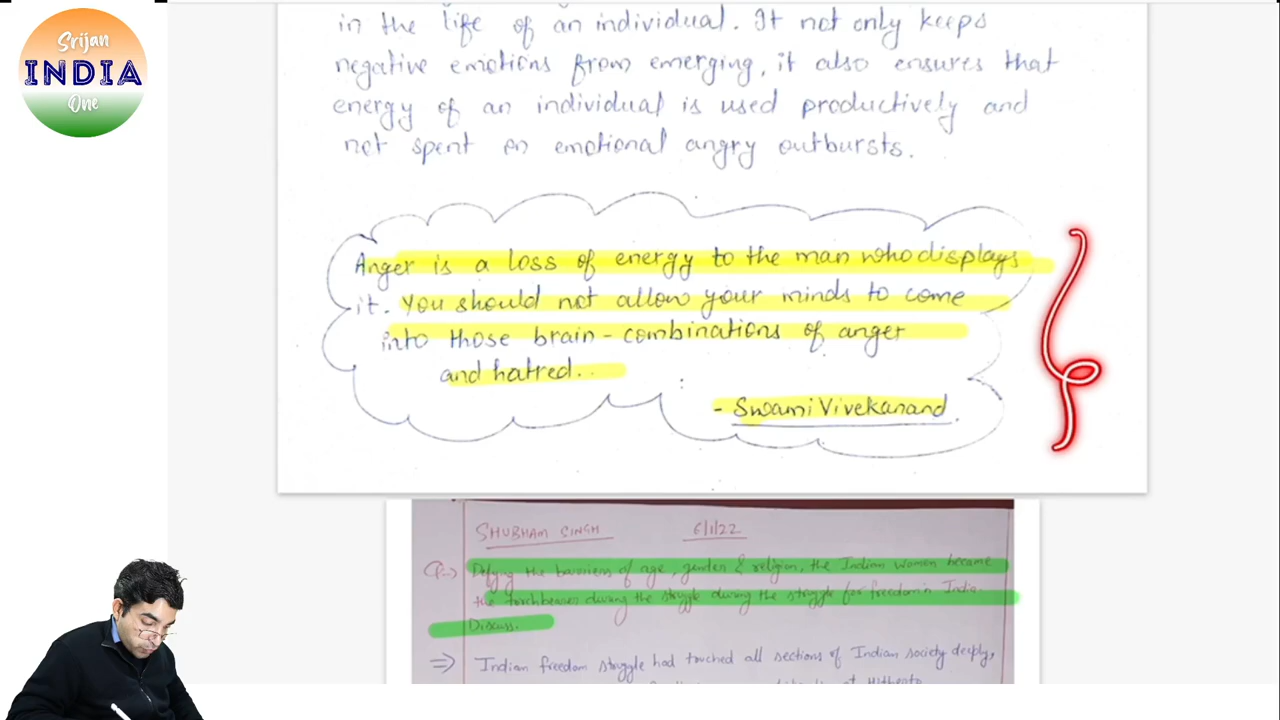 Srijan
INDIA
One
in the life of an individual. It not only keeps
negative emotions from emerging, it also ensures that
energy of an individual is used productively and
not spent on emotional angry outbursts.
Anger is a loss of energy to the man who displays
it. You should not allow your minds to come
into those brain-combinations of anger
and hatred..
- Swami Vivekanand.
SHUBHAM SINGH 6/1/22
Q--) Defying the barriers of age, gender & religion, the Indian women became
the torchbearer during the struggle during the struggle for freedom in India.
Discuss.
⇒ Indian freedom struggle had touched all sections of Indian society deeply,